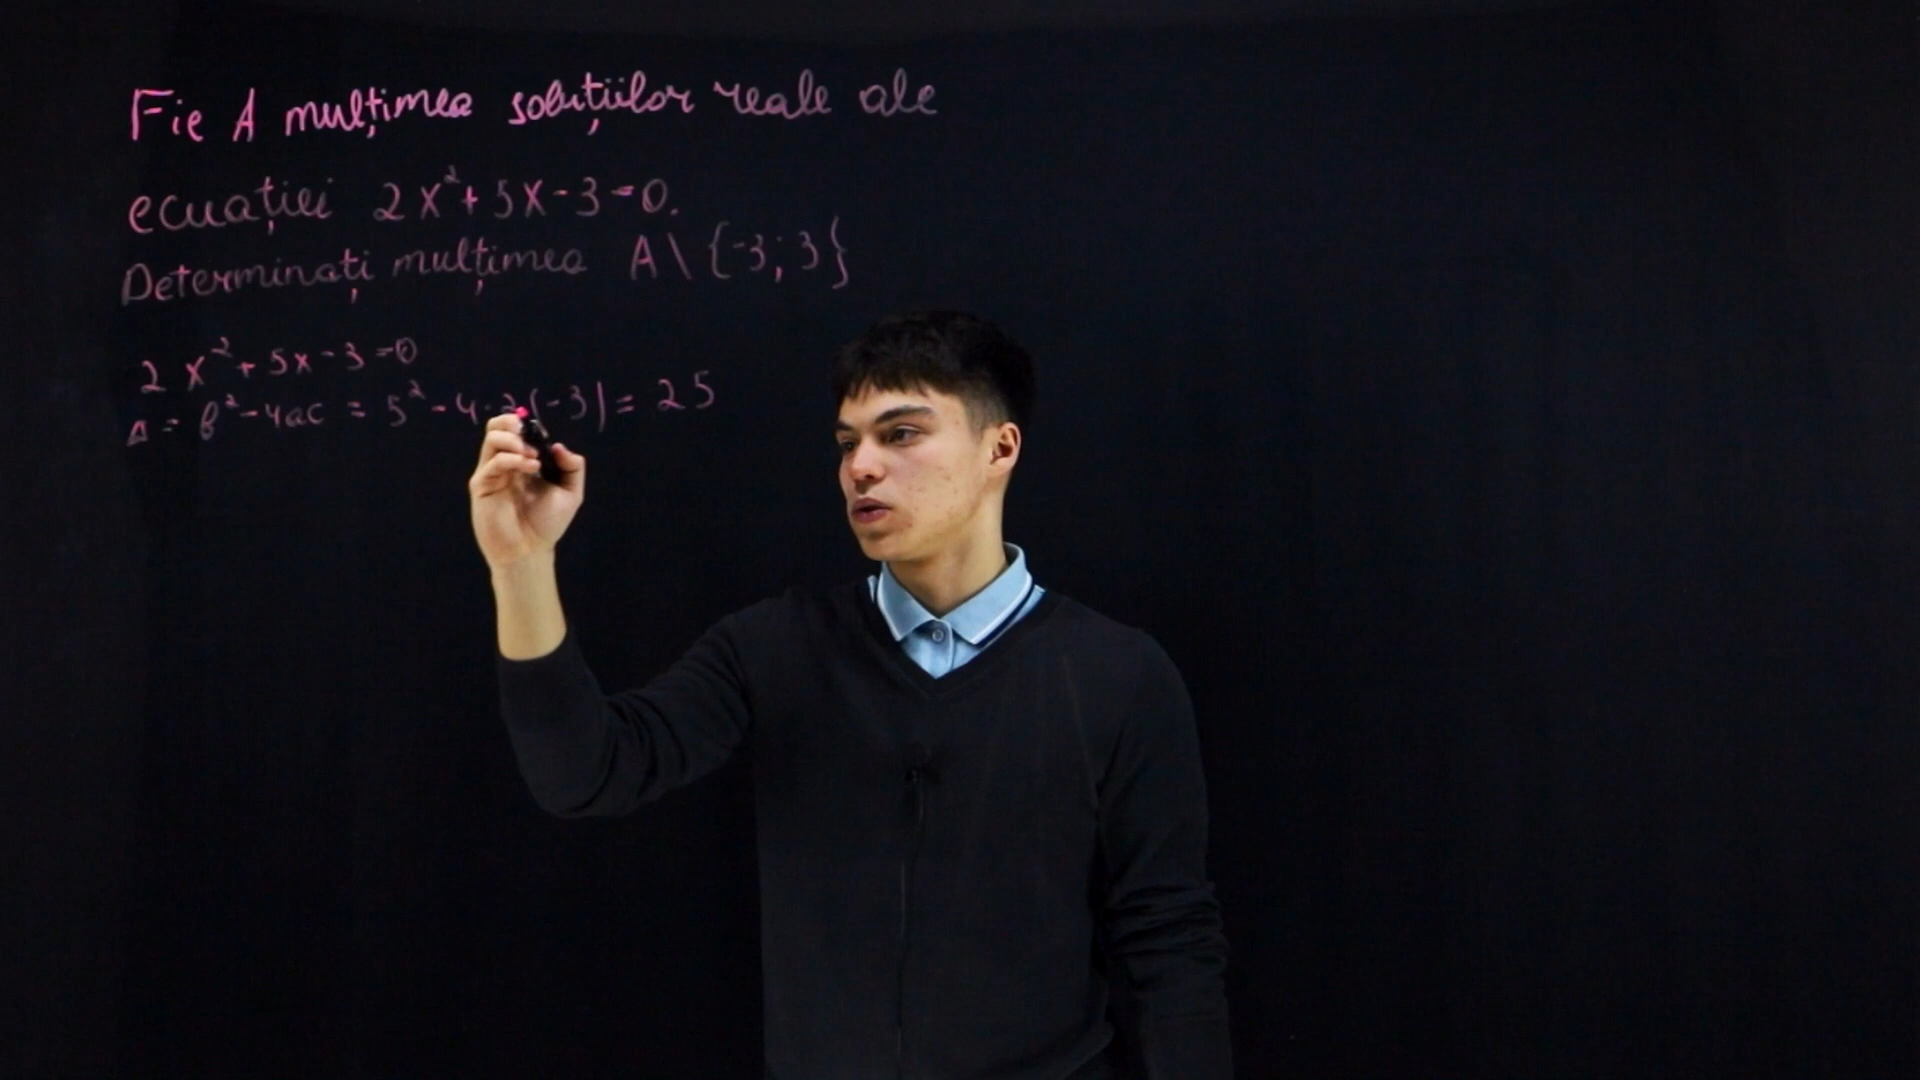 Fie A mulțimea soluțiilor reale ale
ecuației 2x²+5x-3=0.
Determinați mulțimea A \ {-3; 3}
2x²+5x-3=0
Δ = b²-4ac = 5²-4·2(-3) = 25